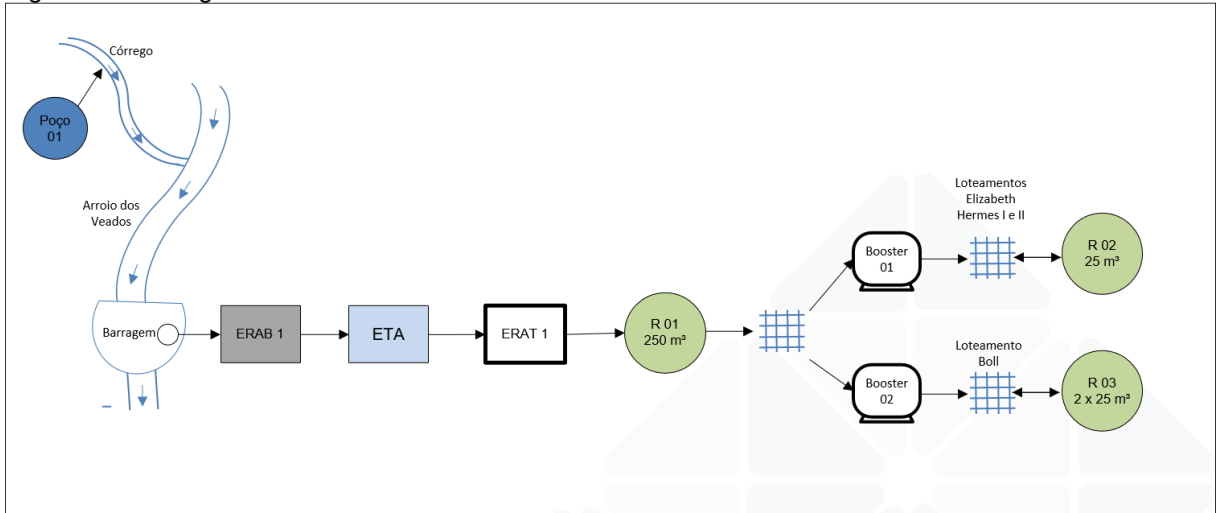 Córrego
Poço
01
Arroio dos
Veados
Barragem
ERAB 1
ETA
ERAT 1
R 01
250 m³
Booster
01
Loteamentos
Elizabeth
Hermes I e II
R 02
25 m³
Booster
02
Loteamento
Boll
R 03
2 x 25 m³